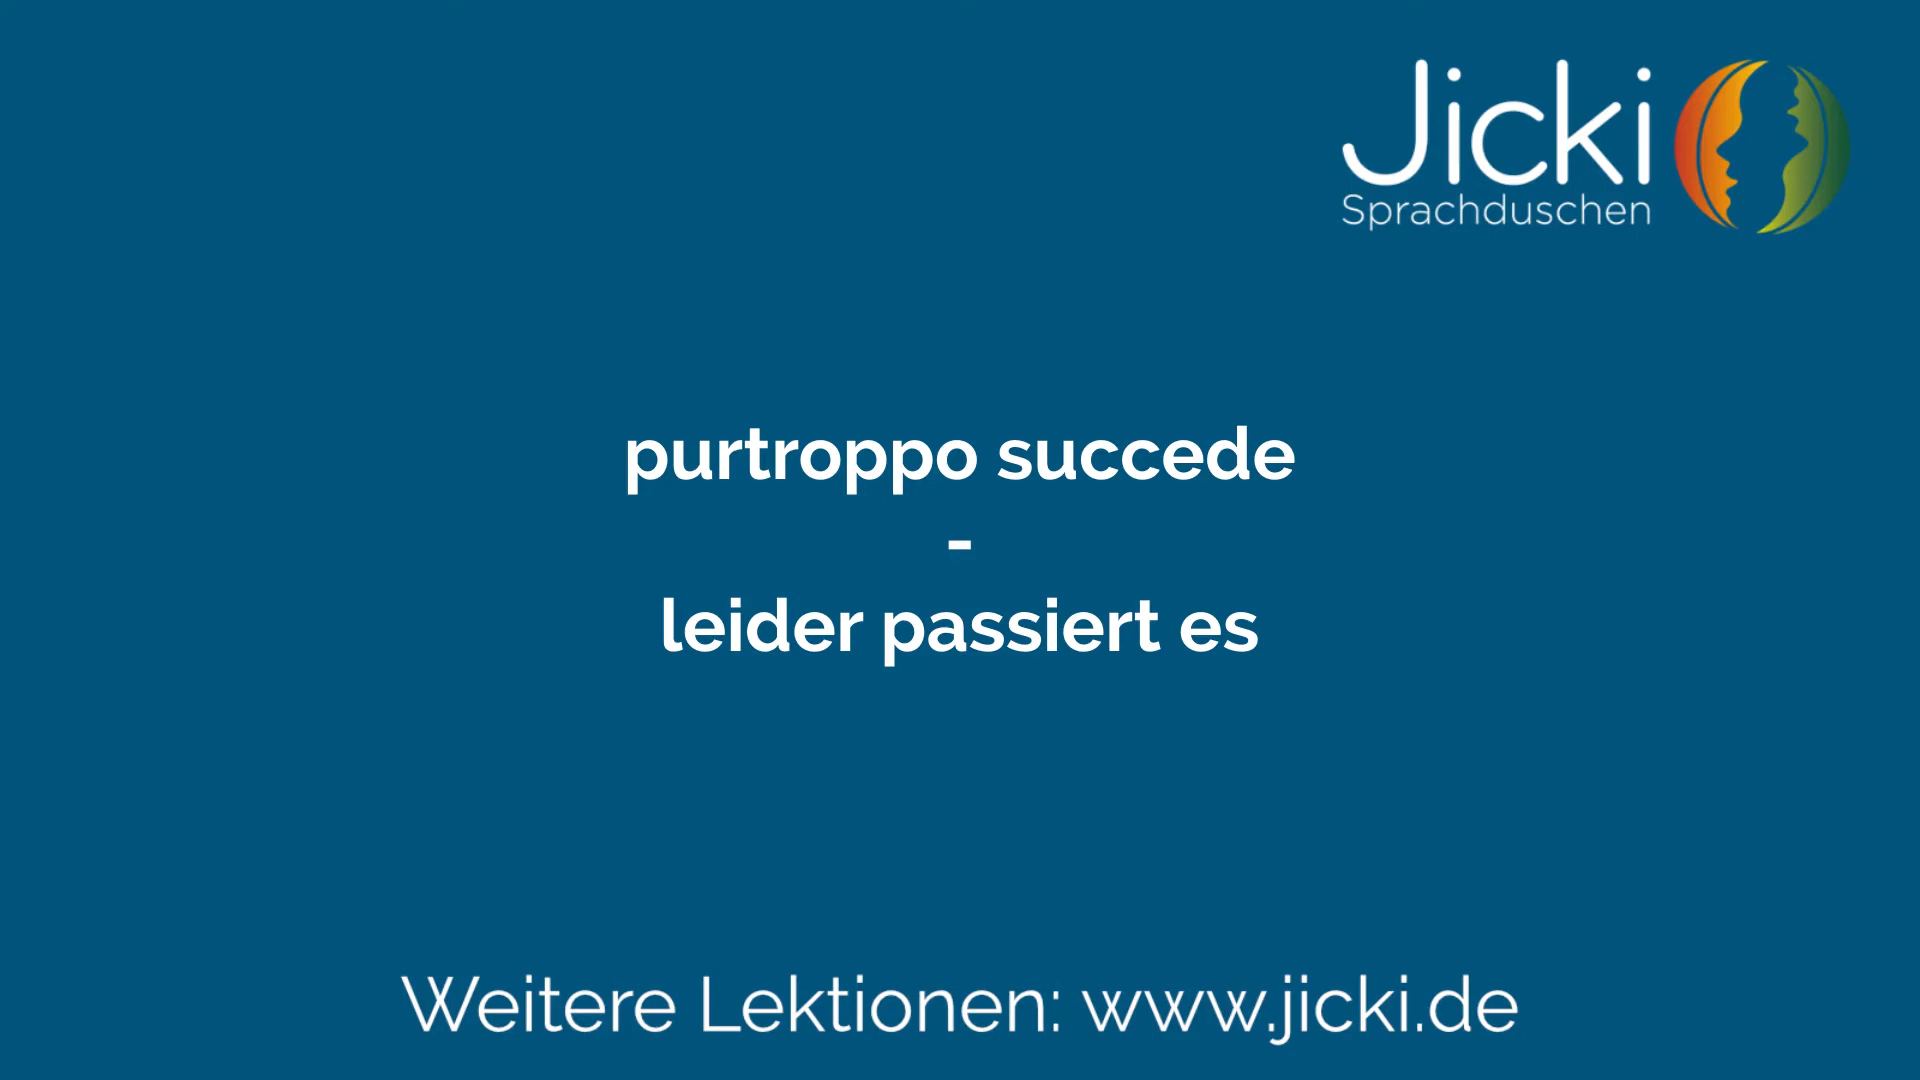 Jicki
Sprachduschen
purtroppo succede
-
leider passiert es
Weitere Lektionen: www.jicki.de